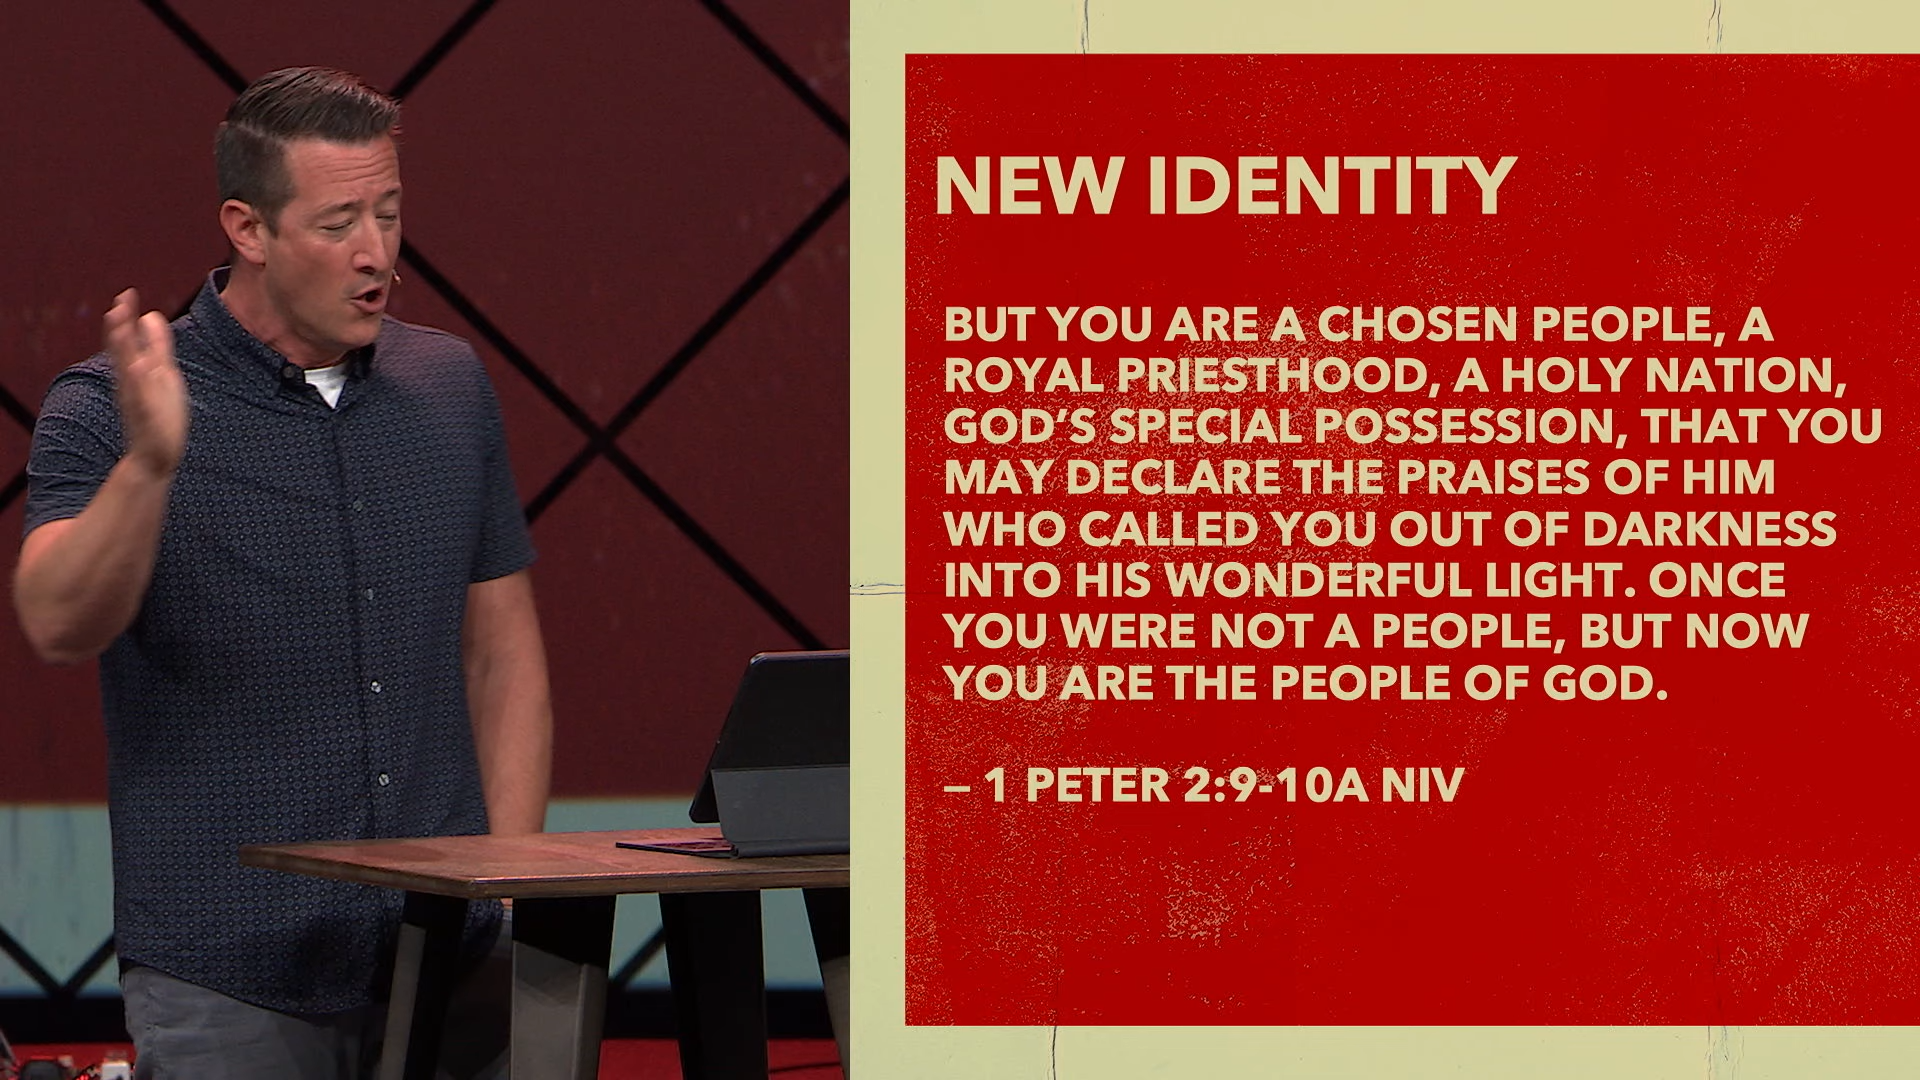 NEW IDENTITY
BUT YOU ARE A CHOSEN PEOPLE, A
ROYAL PRIESTHOOD, A HOLY NATION,
GOD’S SPECIAL POSSESSION, THAT YOU
MAY DECLARE THE PRAISES OF HIM
WHO CALLED YOU OUT OF DARKNESS
INTO HIS WONDERFUL LIGHT. ONCE
YOU WERE NOT A PEOPLE, BUT NOW
YOU ARE THE PEOPLE OF GOD.
– 1 PETER 2:9-10A NIV